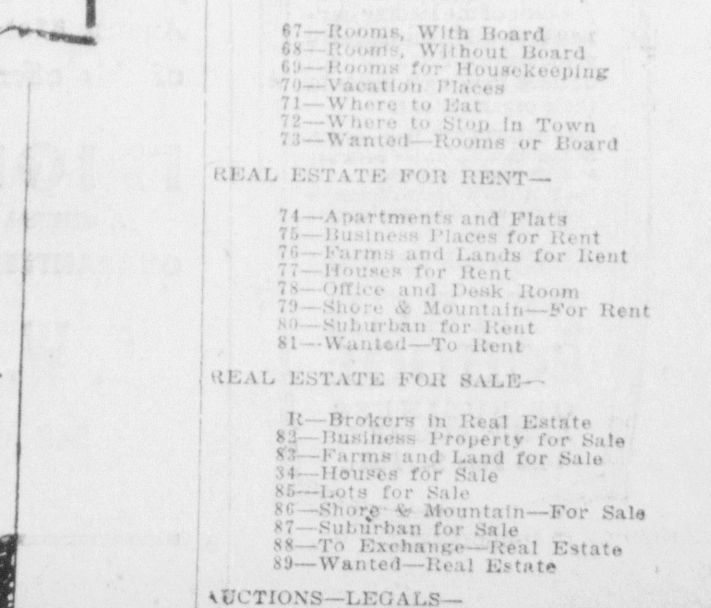 67—Rooms, With Board
68—Rooms, Without Board
69—Rooms for Housekeeping
70—Vacation Places
71—Where to Eat
72—Where to Stop in Town
73—Wanted—Rooms or Board
REAL ESTATE FOR RENT—
74—Apartments and Flats
75—Business Places for Rent
76—Farms and Lands for Rent
77—Houses for Rent
78—Office and Desk Room
79—Shore & Mountain—For Rent
80—Suburban for Rent
81—Wanted—To Rent
REAL ESTATE FOR SALE—
R—Brokers in Real Estate
82—Business Property for Sale
83—Farms and Land for Sale
34—Houses for Sale
85—Lots for Sale
86—Shore & Mountain—For Sale
87—Suburban for Sale
88—To Exchange—Real Estate
89—Wanted—Real Estate
AUCTIONS—LEGALS—